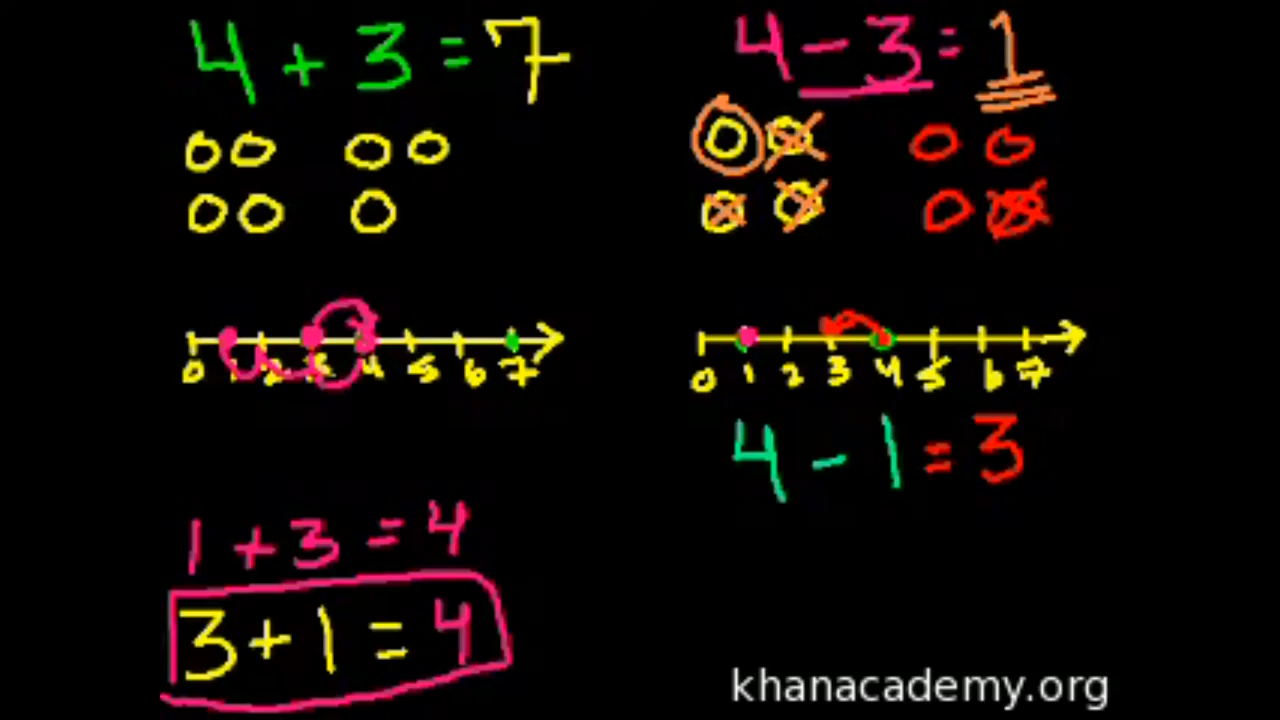 4 + 3 = 7
0 1 2 3 4 5 6 7
1 + 3 = 4
3 + 1 = 4
4 - 3 = 1
0 1 2 3 4 5 6 7
4 - 1 = 3
khanacademy.org